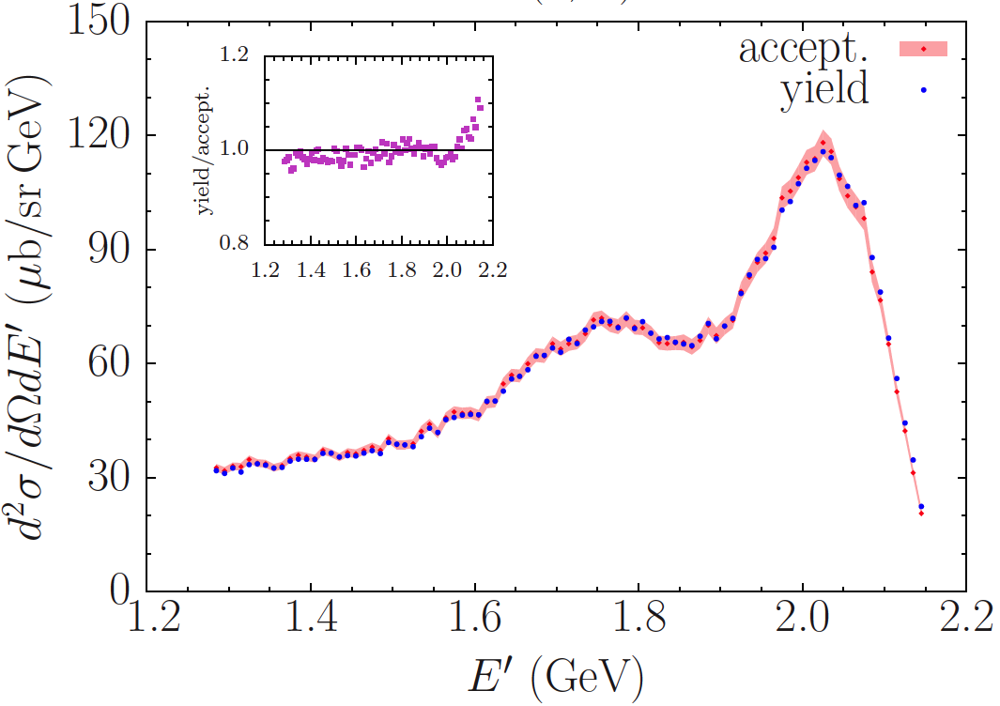 150
120
90
60
30
0
d²σ/dΩdE′ (μb/sr GeV)
accept.
yield
1.2
1.0
0.8
yield/accept.
1.2 1.4 1.6 1.8 2.0 2.2
1.2 1.4 1.6 1.8 2.0 2.2
E′ (GeV)